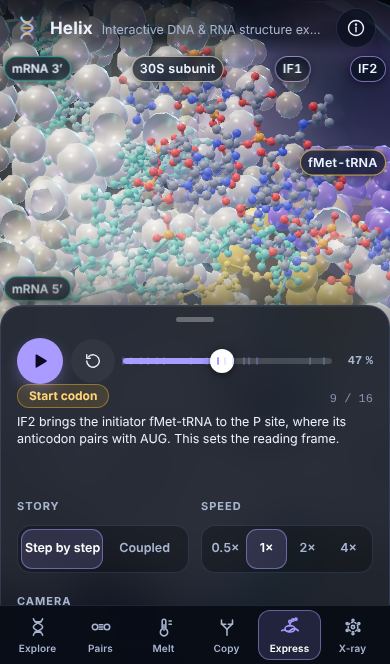 Helix Interactive DNA & RNA structure ex...
mRNA 3′ 30S subunit IF1 IF2
fMet-tRNA
mRNA 5′
47 %
Start codon 9 / 16
IF2 brings the initiator fMet-tRNA to the P site, where its
anticodon pairs with AUG. This sets the reading frame.
STORY SPEED
Step by step Coupled 0.5× 1× 2× 4×
CAMERA
Explore Pairs Melt Copy Express X-ray